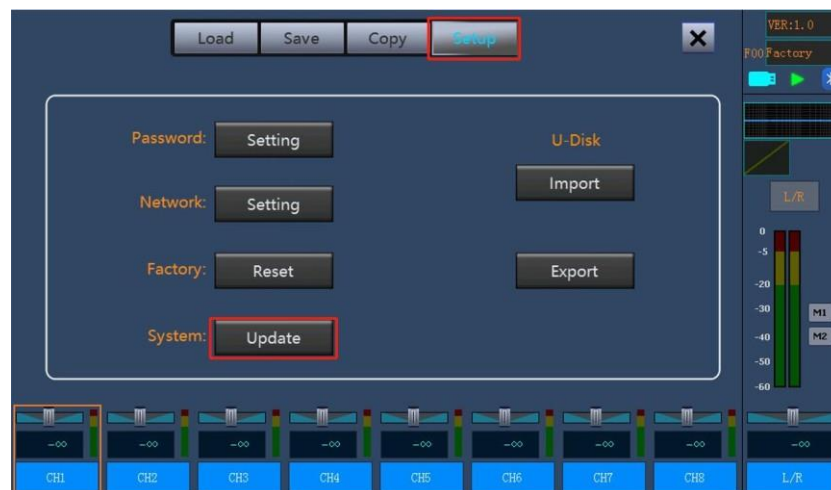 Load Save Copy Setup
VER:1.0
F00 Factory
Password: Setting
U-Disk
Import
Network: Setting
L/R
Factory: Reset
Export
System: Update
0
-5
-20
-30
-40
-50
-60
M1
M2
-∞ -∞ -∞ -∞ -∞ -∞ -∞ -∞ -∞
CH1 CH2 CH3 CH4 CH5 CH6 CH7 CH8 L/R